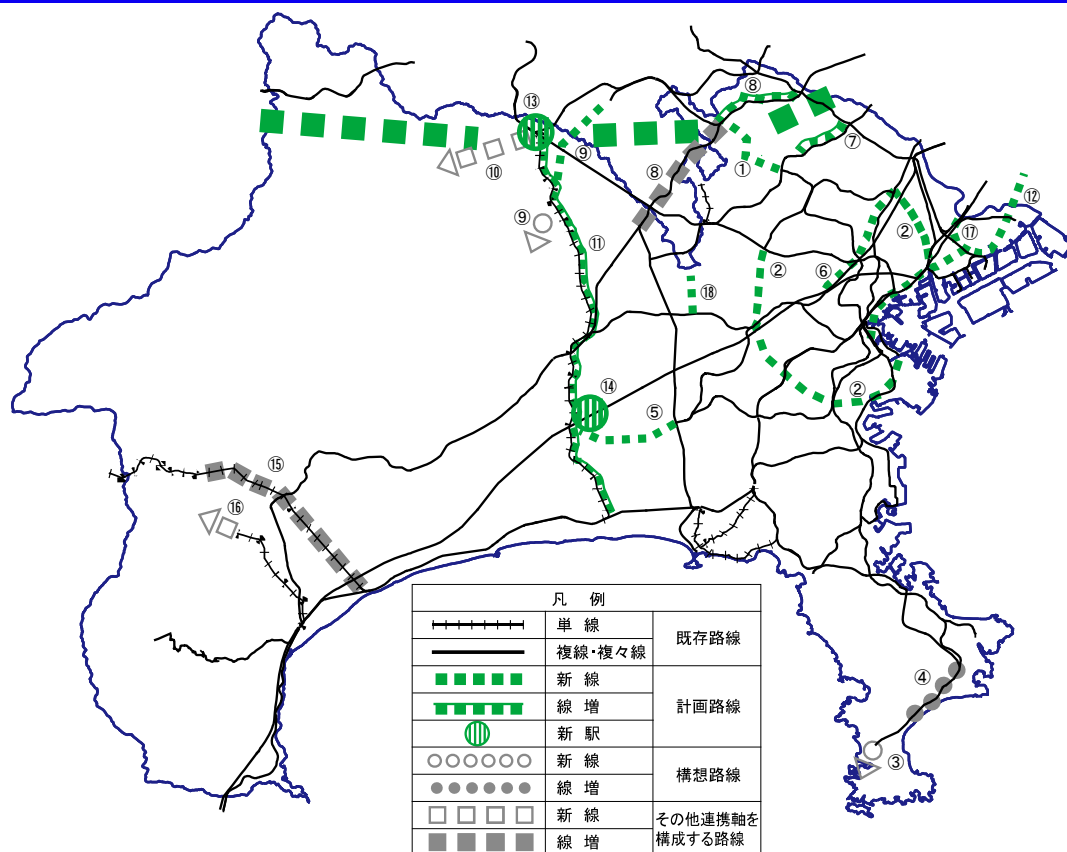 ⑬
⑧
⑨
⑦
⑩
⑧
①
⑫
⑨
②
⑰
⑪
②
⑥
⑱
⑭
②
⑤
⑮
⑯
④
③
凡 例
単 線
既存路線
複線・複々線
新 線
計画路線
線 増
新 駅
新 線
構想路線
線 増
新 線
その他連携軸を
構成する路線
線 増